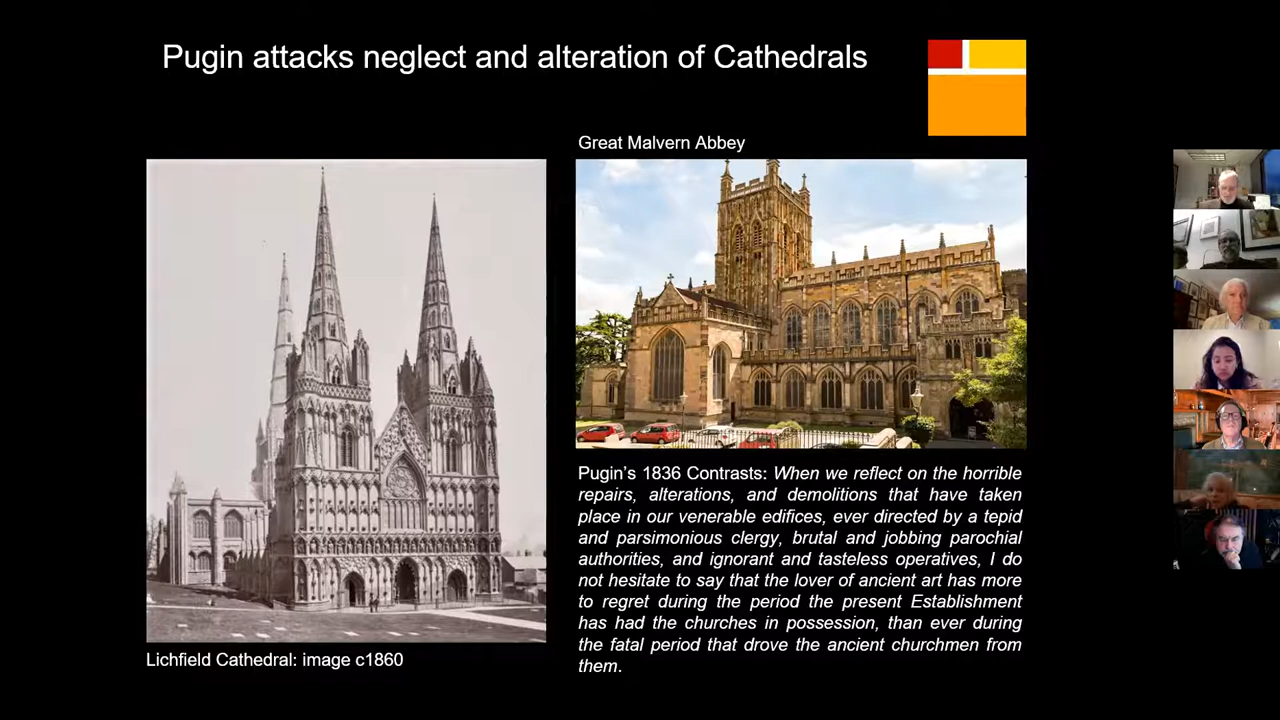 Pugin attacks neglect and alteration of Cathedrals
Great Malvern Abbey
Pugin's 1836 Contrasts: When we reflect on the horrible
repairs, alterations, and demolitions that have taken
place in our venerable edifices, ever directed by a tepid
and parsimonious clergy, brutal and jobbing parochial
authorities, and ignorant and tasteless operatives, I do
not hesitate to say that the lover of ancient art has more
to regret during the period the present Establishment
has had the churches in possession, than ever during
the fatal period that drove the ancient churchmen from
them.
Lichfield Cathedral: image c1860